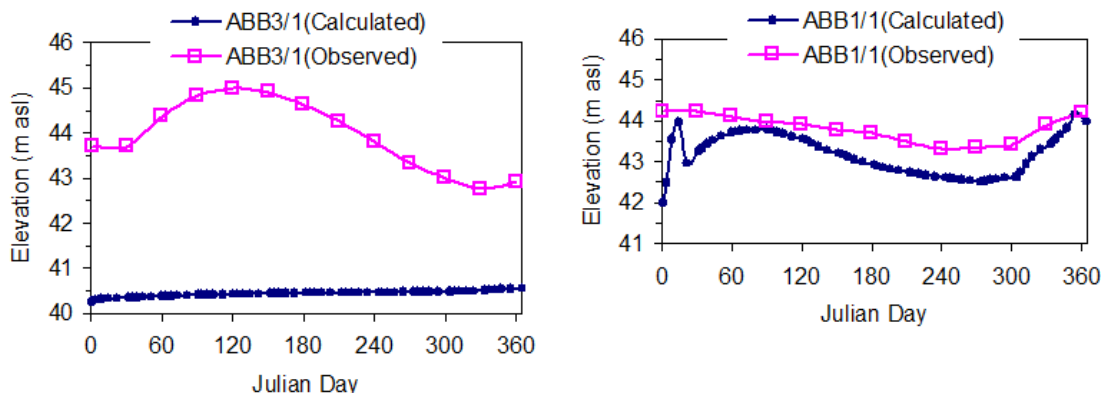 ABB3/1(Calculated)
ABB3/1(Observed)
46
45
44
43
42
41
40
Elevation (m asl)
0 60 120 180 240 300 360
Julian Day
ABB1/1(Calculated)
ABB1/1(Observed)
46
45
44
43
42
41
Elevation (m asl)
0 60 120 180 240 300 360
Julian Day